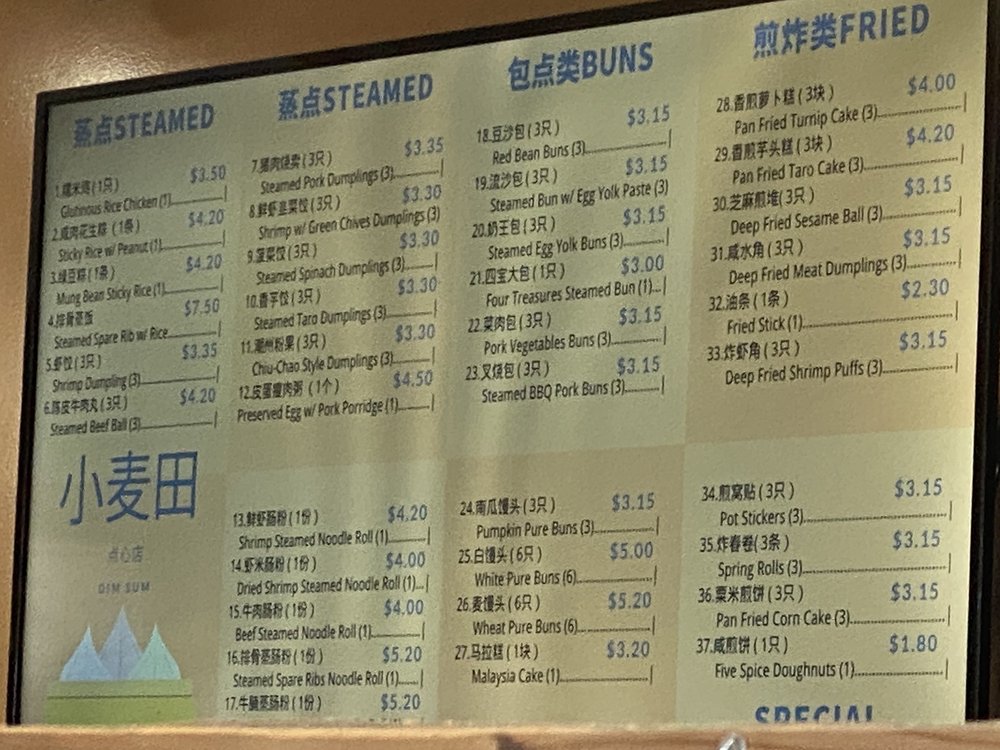 蒸点STEAMED
1.糯米鸡(1只) $3.50
Glutinous Rice Chicken (1)
2.咸肉花生粽 (1条) $4.20
Sticky Rice w/ Peanut (1)
3.绿豆粽(1条) $4.20
Mung Bean Sticky Rice (1)
4.排骨蒸饭 $7.50
Steamed Spare Rib w/ Rice
5.虾饺(3只) $3.35
Shrimp Dumpling (3)
6.陈皮牛肉丸(3只) $4.20
Steamed Beef Ball (3)
小麦田
点心店
DIM SUM
蒸点STEAMED
7.猪肉烧卖(3只) $3.35
Steamed Pork Dumplings (3)
8.鲜虾韭菜饺(3只) $3.30
Shrimp w/ Green Chives Dumplings (3)
9.菠菜饺(3只) $3.30
Steamed Spinach Dumplings (3)
10.香芋饺(3只) $3.30
Steamed Taro Dumplings (3)
11.潮州粉果(3只) $3.30
Chiu-Chao Style Dumplings (3)
12.皮蛋瘦肉粥 (1个) $4.50
Preserved Egg w/ Pork Porridge (1)
13.鲜虾肠粉(1份) $4.20
Shrimp Steamed Noodle Roll (1)
14.虾米肠粉(1份) $4.00
Dried Shrimp Steamed Noodle Roll (1)
15.牛肉肠粉(1份) $4.00
Beef Steamed Noodle Roll (1)
16.排骨蒸肠粉(1份) $5.20
Steamed Spare Ribs Noodle Roll (1)
17.牛腩蒸肠粉(1份) $5.20
包点类BUNS
18.豆沙包(3只) $3.15
Red Bean Buns (3)
19.流沙包(3只) $3.15
Steamed Bun w/ Egg Yolk Paste (3)
20.奶王包(3只) $3.15
Steamed Egg Yolk Buns (3)
21.四宝大包(1只) $3.00
Four Treasures Steamed Bun (1)
22.菜肉包(3只) $3.15
Pork Vegetables Buns (3)
23.叉烧包(3只) $3.15
Steamed BBQ Pork Buns (3)
24.南瓜馒头(3只) $3.15
Pumpkin Pure Buns (3)
25.白馒头(6只) $5.00
White Pure Buns (6)
26.麦馒头(6只) $5.20
Wheat Pure Buns (6)
27.马拉糕(1块) $3.20
Malaysia Cake (1)
煎炸类FRIED
28.香煎萝卜糕(3块) $4.00
Pan Fried Turnip Cake (3)
29.香煎芋头糕(3块) $4.20
Pan Fried Taro Cake (3)
30.芝麻煎堆(3只) $3.15
Deep Fried Sesame Ball (3)
31.咸水角(3只) $3.15
Deep Fried Meat Dumplings (3)
32.油条(1条) $2.30
Fried Stick (1)
33.炸虾角(3只) $3.15
Deep Fried Shrimp Puffs (3)
34.煎窝贴(3只) $3.15
Pot Stickers (3)
35.炸春卷(3条) $3.15
Spring Rolls (3)
36.粟米煎饼(3只) $3.15
Pan Fried Corn Cake (3)
37.咸煎饼(1只) $1.80
Five Spice Doughnuts (1)
SPECIAL